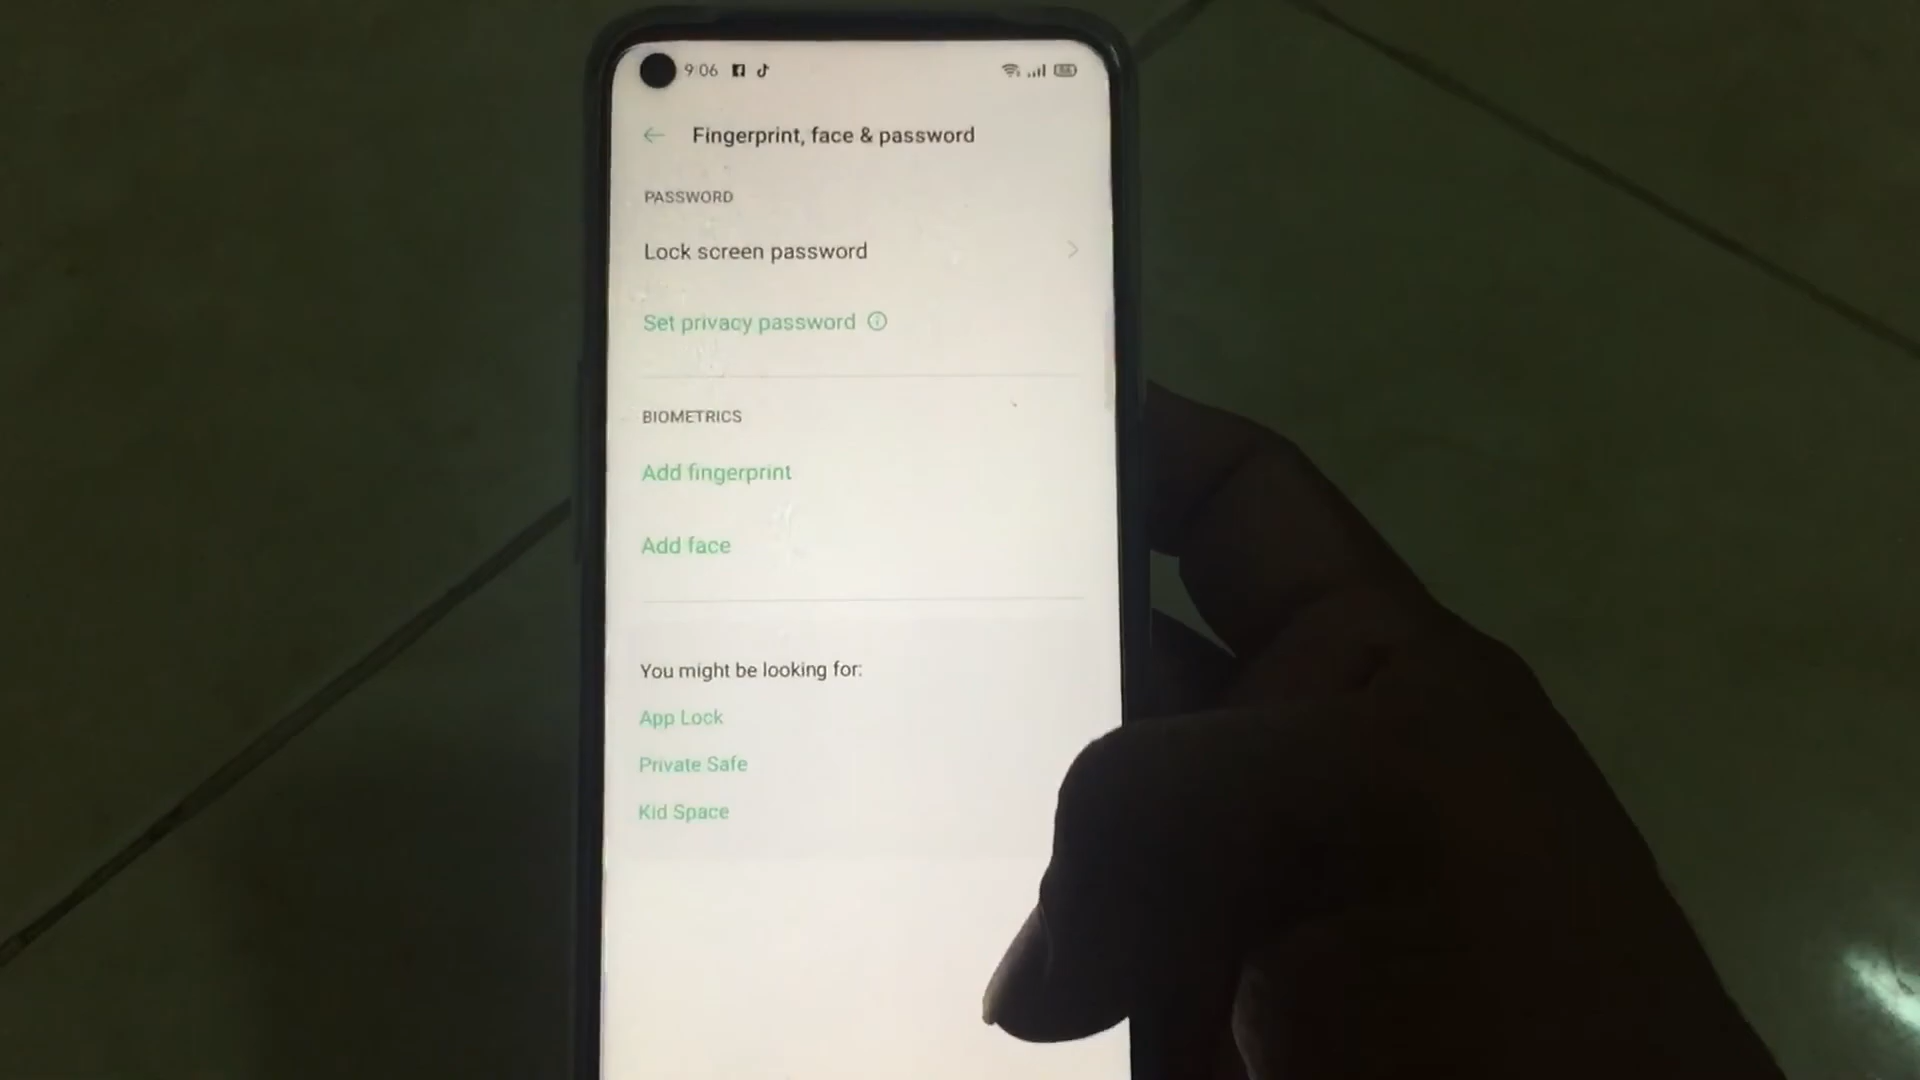 9:06
Fingerprint, face & password
PASSWORD
Lock screen password
Set privacy password
BIOMETRICS
Add fingerprint
Add face
You might be looking for:
App Lock
Private Safe
Kid Space